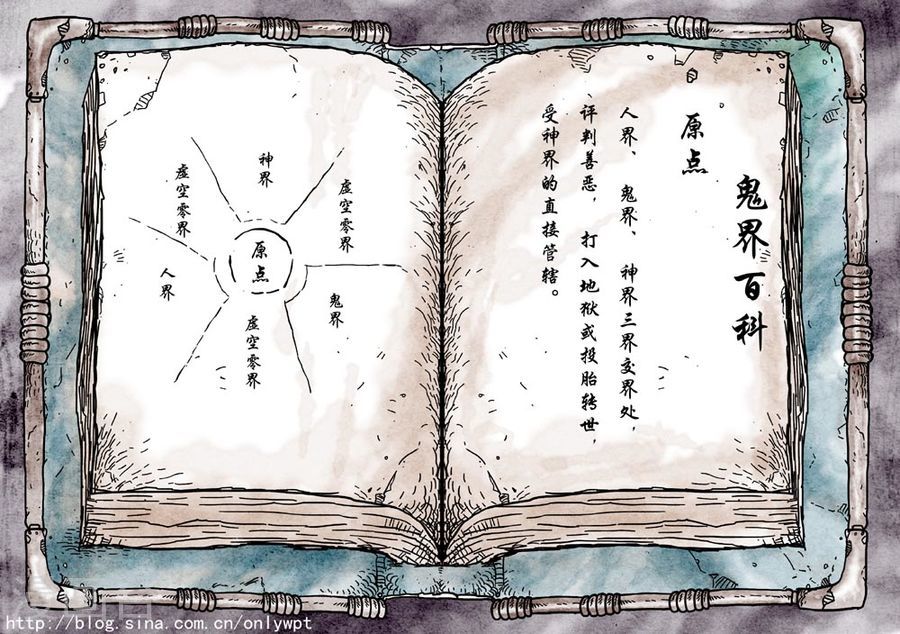 鬼界百科
原点
人界、鬼界、神界三界交界处，
评判善恶，打入地狱或投胎转世，
受神界的直接管辖。
神界
虚空零界
虚空零界
原点
人界
鬼界
虚空零界
http://blog.sina.com.cn/onlywpt